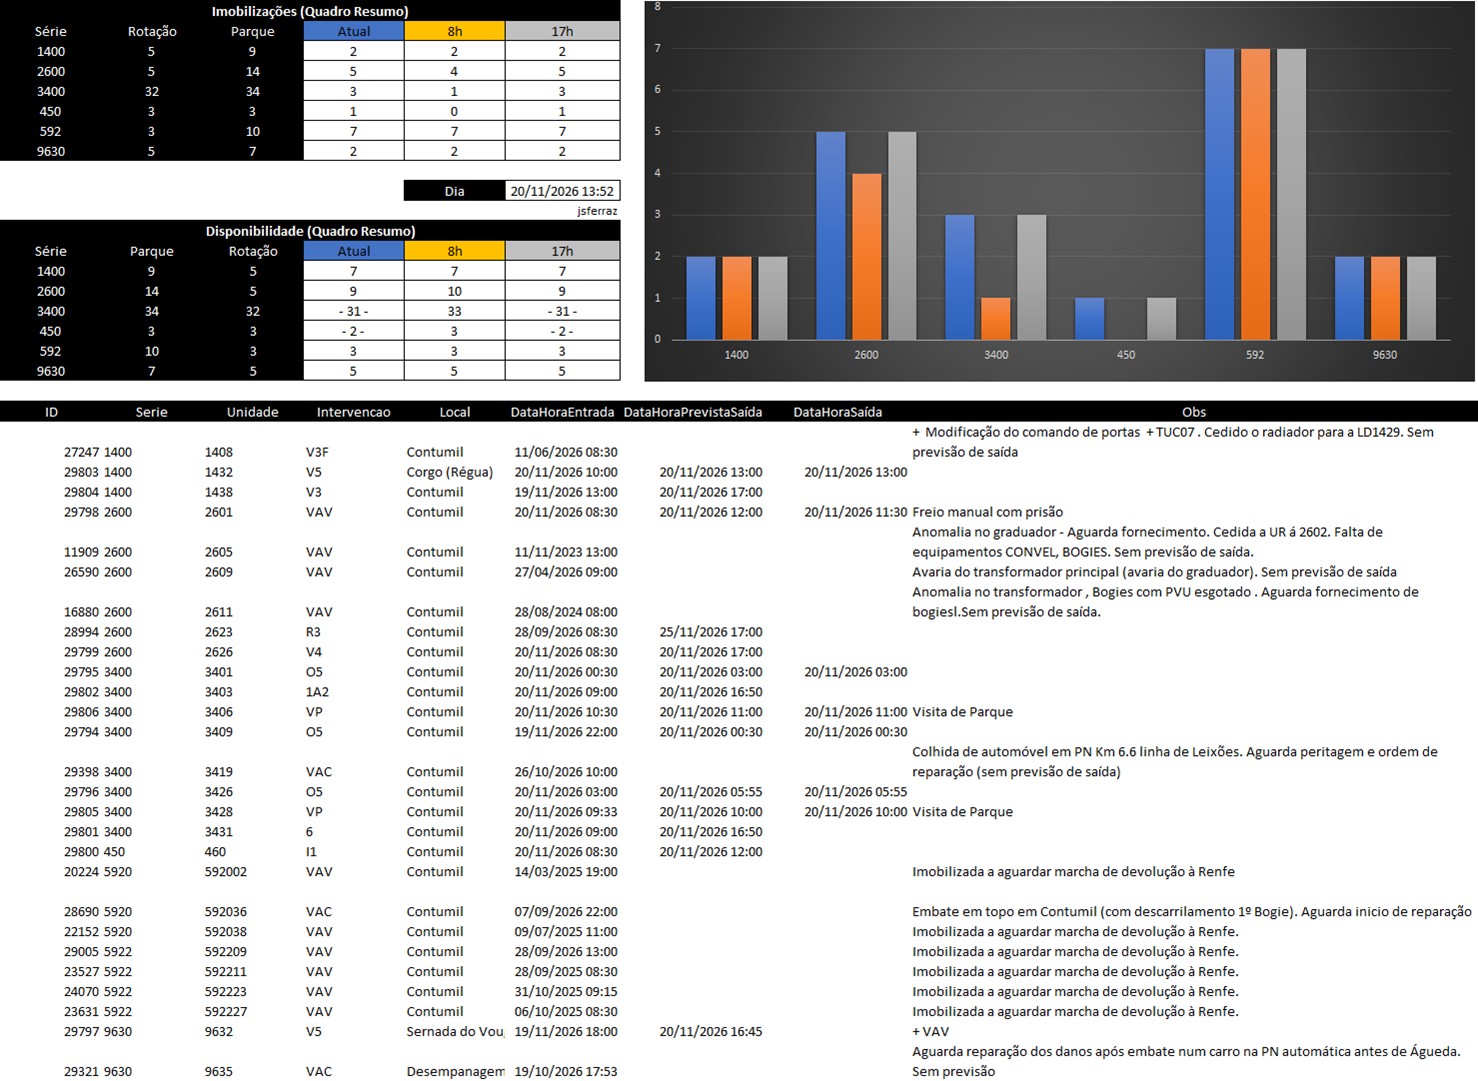 Imobilizações (Quadro Resumo)
Série Rotação Parque Atual 8h 17h
1400 5 9 2 2 2
2600 5 14 5 4 5
3400 32 34 3 1 3
450 3 3 1 0 1
592 3 10 7 7 7
9630 5 7 2 2 2
Dia 20/11/2026 13:52
jsferraz
Disponibilidade (Quadro Resumo)
Série Parque Rotação Atual 8h 17h
1400 9 5 7 7 7
2600 14 5 9 10 9
3400 34 32 - 31 - 33 - 31 -
450 3 3 - 2 - 3 - 2 -
592 10 3 3 3 3
9630 7 5 5 5 5
8
7
6
5
4
3
2
1
0
1400 2600 3400 450 592 9630
ID Serie Unidade Intervencao Local DataHoraEntrada DataHoraPrevistaSaída DataHoraSaída Obs
+ Modificação do comando de portas + TUC07 . Cedido o radiador para a LD1429. Sem
27247 1400 1408 V3F Contumil 11/06/2026 08:30 previsão de saída
29803 1400 1432 V5 Corgo (Régua) 20/11/2026 10:00 20/11/2026 13:00 20/11/2026 13:00
29804 1400 1438 V3 Contumil 19/11/2026 13:00 20/11/2026 17:00
29798 2600 2601 VAV Contumil 20/11/2026 08:30 20/11/2026 12:00 20/11/2026 11:30 Freio manual com prisão
Anomalia no graduador - Aguarda fornecimento. Cedida a UR á 2602. Falta de
11909 2600 2605 VAV Contumil 11/11/2023 13:00 equipamentos CONVEL, BOGIES. Sem previsão de saída.
26590 2600 2609 VAV Contumil 27/04/2026 09:00 Avaria do transformador principal (avaria do graduador). Sem previsão de saída
Anomalia no transformador , Bogies com PVU esgotado . Aguarda fornecimento de
16880 2600 2611 VAV Contumil 28/08/2024 08:00 bogiesl.Sem previsão de saída.
28994 2600 2623 R3 Contumil 28/09/2026 08:30 25/11/2026 17:00
29799 2600 2626 V4 Contumil 20/11/2026 08:30 20/11/2026 17:00
29795 3400 3401 O5 Contumil 20/11/2026 00:30 20/11/2026 03:00 20/11/2026 03:00
29802 3400 3403 1A2 Contumil 20/11/2026 09:00 20/11/2026 16:50
29806 3400 3406 VP Contumil 20/11/2026 10:30 20/11/2026 11:00 20/11/2026 11:00 Visita de Parque
29794 3400 3409 O5 Contumil 19/11/2026 22:00 20/11/2026 00:30 20/11/2026 00:30
Colhida de automóvel em PN Km 6.6 linha de Leixões. Aguarda peritagem e ordem de
29398 3400 3419 VAC Contumil 26/10/2026 10:00 reparação (sem previsão de saída)
29796 3400 3426 O5 Contumil 20/11/2026 03:00 20/11/2026 05:55 20/11/2026 05:55
29805 3400 3428 VP Contumil 20/11/2026 09:33 20/11/2026 10:00 20/11/2026 10:00 Visita de Parque
29801 3400 3431 6 Contumil 20/11/2026 09:00 20/11/2026 16:50
29800 450 460 I1 Contumil 20/11/2026 08:30 20/11/2026 12:00
20224 5920 592002 VAV Contumil 14/03/2025 19:00 Imobilizada a aguardar marcha de devolução à Renfe
28690 5920 592036 VAC Contumil 07/09/2026 22:00 Embate em topo em Contumil (com descarrilamento 1º Bogie). Aguarda inicio de reparação
22152 5920 592038 VAV Contumil 09/07/2025 11:00 Imobilizada a aguardar marcha de devolução à Renfe.
29005 5922 592209 VAV Contumil 28/09/2026 13:00 Imobilizada a aguardar marcha de devolução à Renfe.
23527 5922 592211 VAV Contumil 28/09/2025 08:30 Imobilizada a aguardar marcha de devolução à Renfe.
24070 5922 592223 VAV Contumil 31/10/2025 09:15 Imobilizada a aguardar marcha de devolução à Renfe.
23631 5922 592227 VAV Contumil 06/10/2025 08:30 Imobilizada a aguardar marcha de devolução à Renfe.
29797 9630 9632 V5 Sernada do Vou 19/11/2026 18:00 20/11/2026 16:45 + VAV
Aguarda reparação dos danos após embate num carro na PN automática antes de Águeda.
29321 9630 9635 VAC Desempanagem 19/10/2026 17:53 Sem previsão